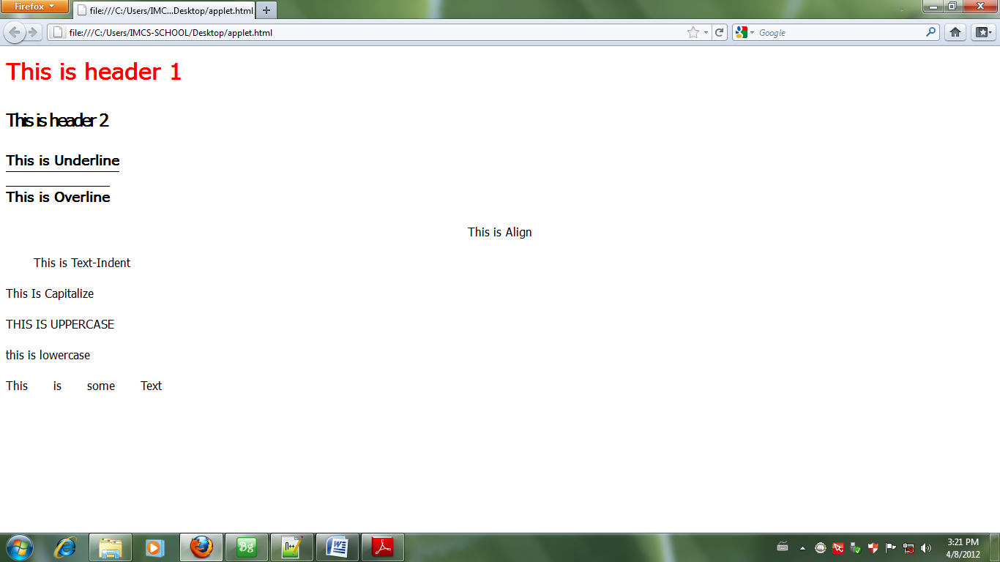 Firefox
file:///C:/Users/IMC...Desktop/applet.html
file:///C:/Users/IMCS-SCHOOL/Desktop/applet.html
Google
This is header 1
This is header 2
This is Underline
This is Overline
This is Align
This is Text-Indent
This Is Capitalize
THIS IS UPPERCASE
this is lowercase
This is some Text
Bg
n++
W
3:21 PM
4/8/2012